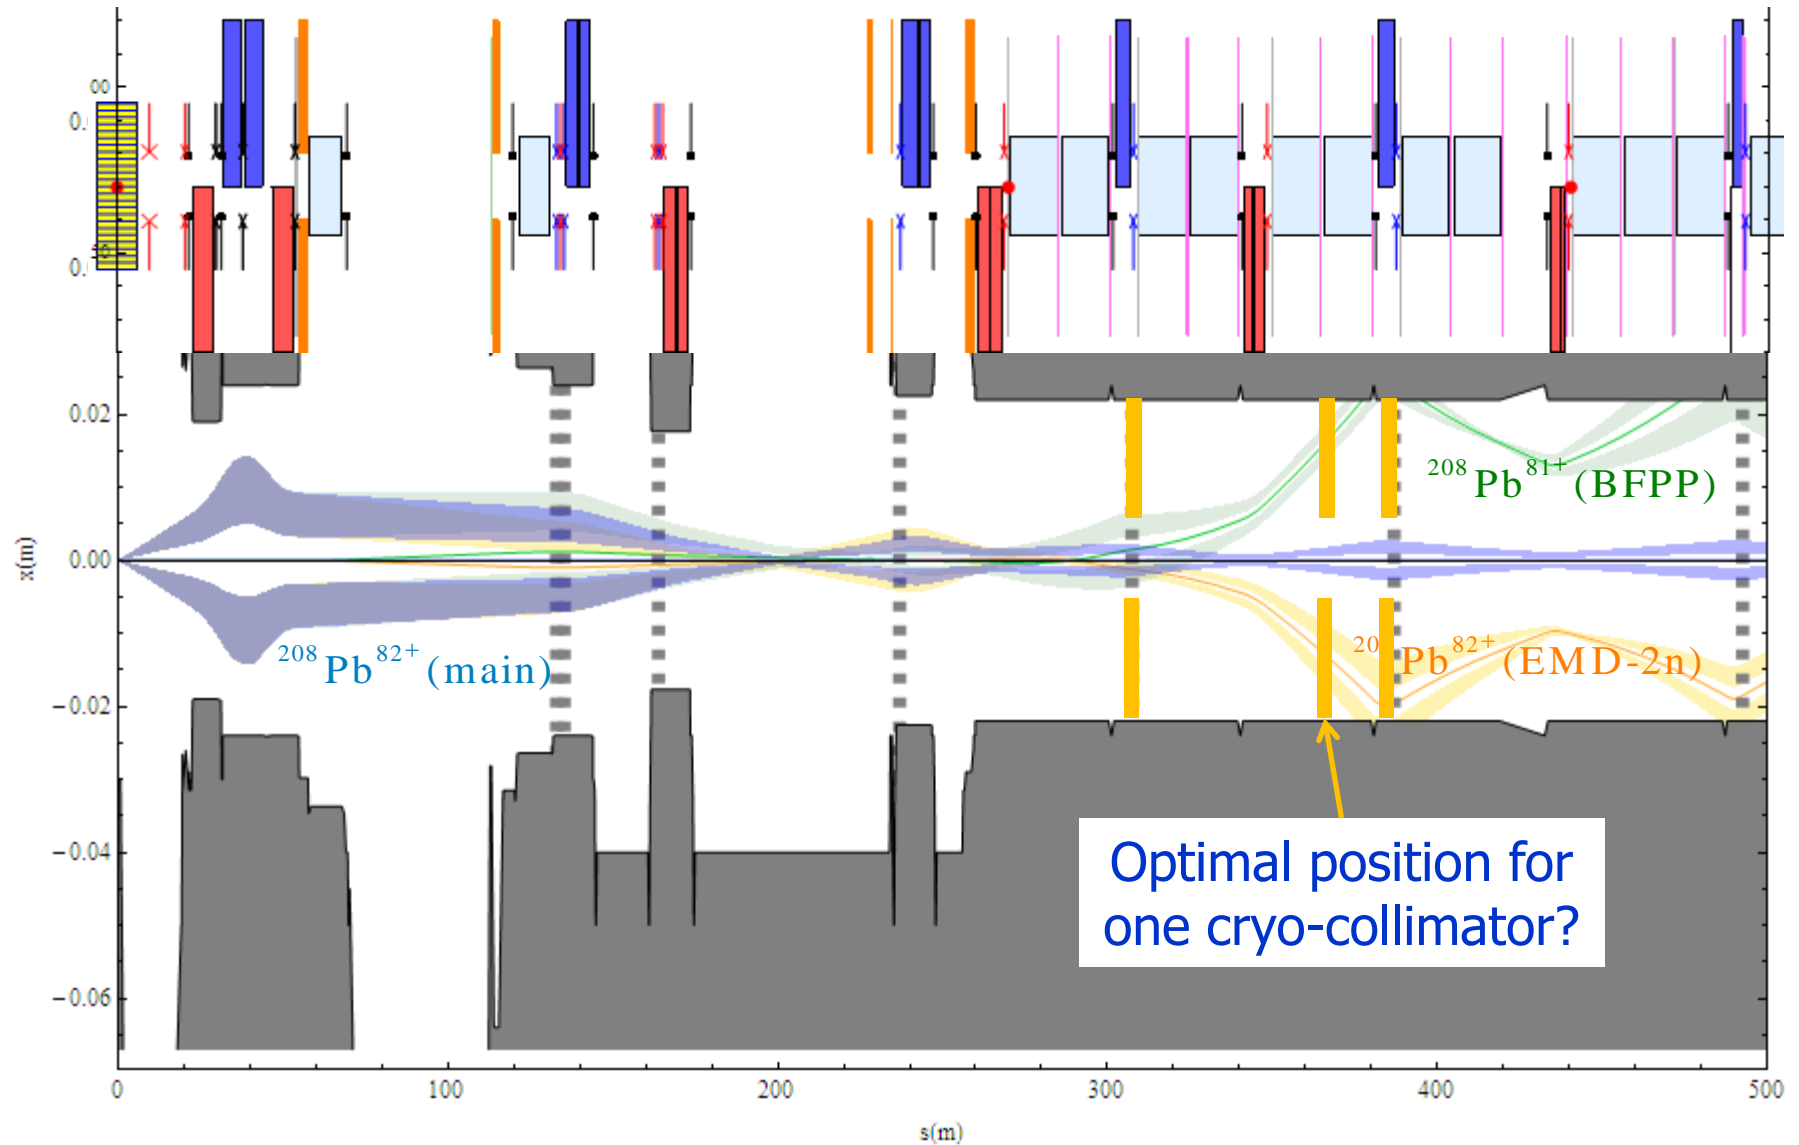 0.02
0.00
−0.02
−0.04
−0.06
x(m)
208Pb81+ (BFPP)
208Pb82+ (main)
Pb82+ (EMD-2n)
Optimal position for
one cryo-collimator?
0 100 200 300 400 500
s(m)